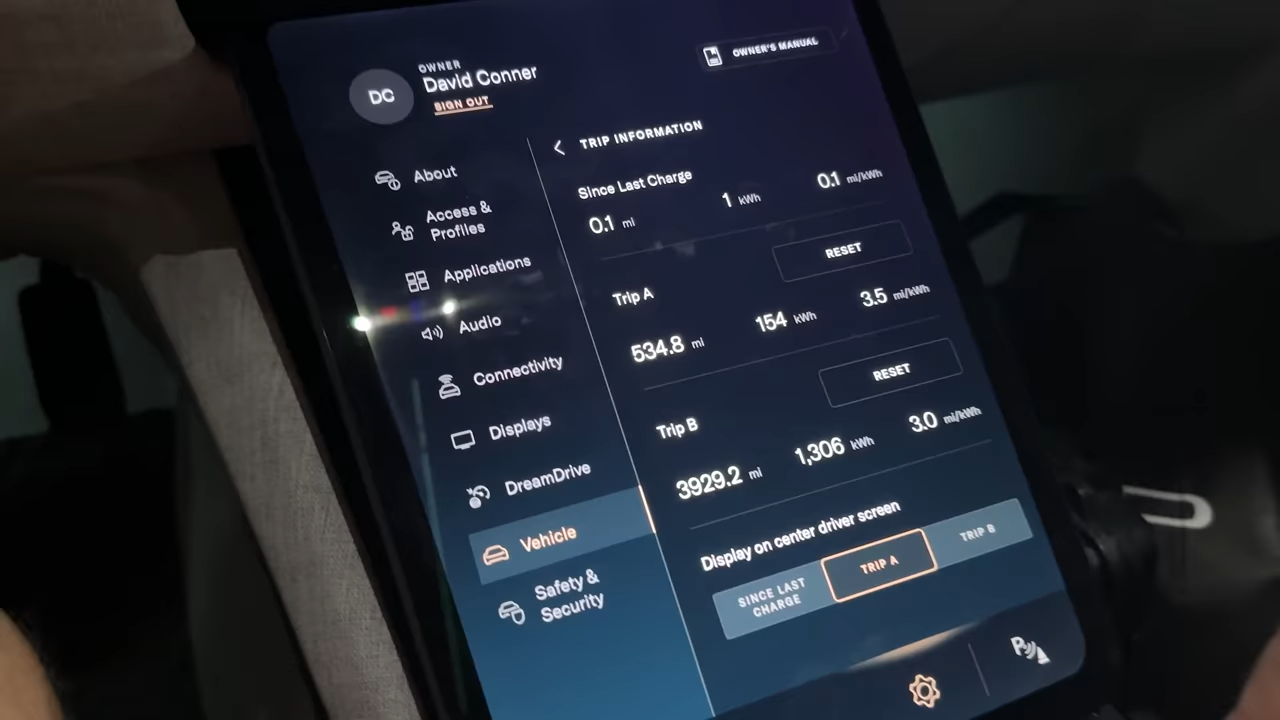 DC
OWNER
David Conner
SIGN OUT
OWNER'S MANUAL
About
Access &
Profiles
Applications
Audio
Connectivity
Displays
DreamDrive
Vehicle
Safety &
Security
TRIP INFORMATION
Since Last Charge
0.1 mi 1 kWh 0.1 mi/kWh
RESET
Trip A
534.8 mi 154 kWh 3.5 mi/kWh
RESET
Trip B
3929.2 mi 1,306 kWh 3.0 mi/kWh
Display on center driver screen
SINCE LAST
CHARGE
TRIP A
TRIP B
P